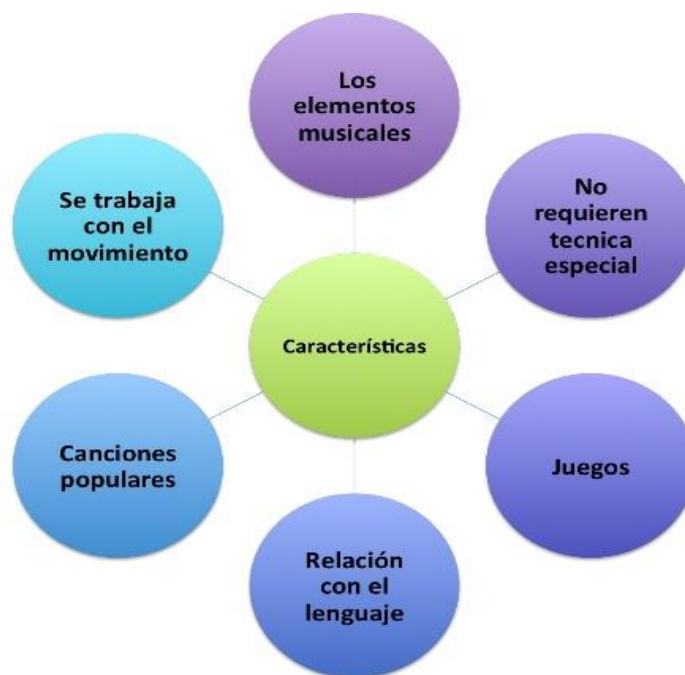 Los
elementos
musicales
No
requieren
tecnica
especial
Juegos
Relación
con el
lenguaje
Canciones
populares
Se trabaja
con el
movimiento
Características